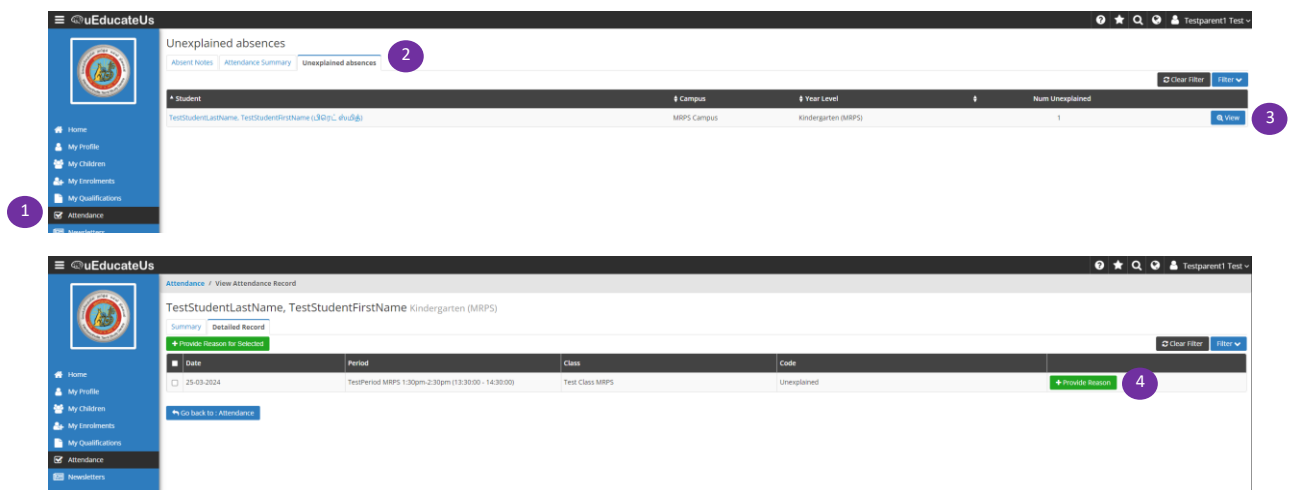 uEducateUs Testparent1 Test
Unexplained absences
Absent Notes Attendance Summary Unexplained absences 2
Clear Filter Filter
Student Campus Year Level Num Unexplained
TestStudentLastName, TestStudentFirstName (பிரெட் ஸ்மித்) MRPS Campus Kindergarten (MRPS) 1 View 3
Home
My Profile
My Children
My Enrolments
My Qualifications
1 Attendance
Newsletters
uEducateUs Testparent1 Test
Attendance / View Attendance Record
TestStudentLastName, TestStudentFirstName Kindergarten (MRPS)
Summary Detailed Record
+ Provide Reason for Selected Clear Filter Filter
Date Period Class Code
25-03-2024 TestPeriod MRPS 1:30pm-2:30pm (13:30:00 - 14:30:00) Test Class MRPS Unexplained + Provide Reason 4
Go back to : Attendance
Home
My Profile
My Children
My Enrolments
My Qualifications
Attendance
Newsletters